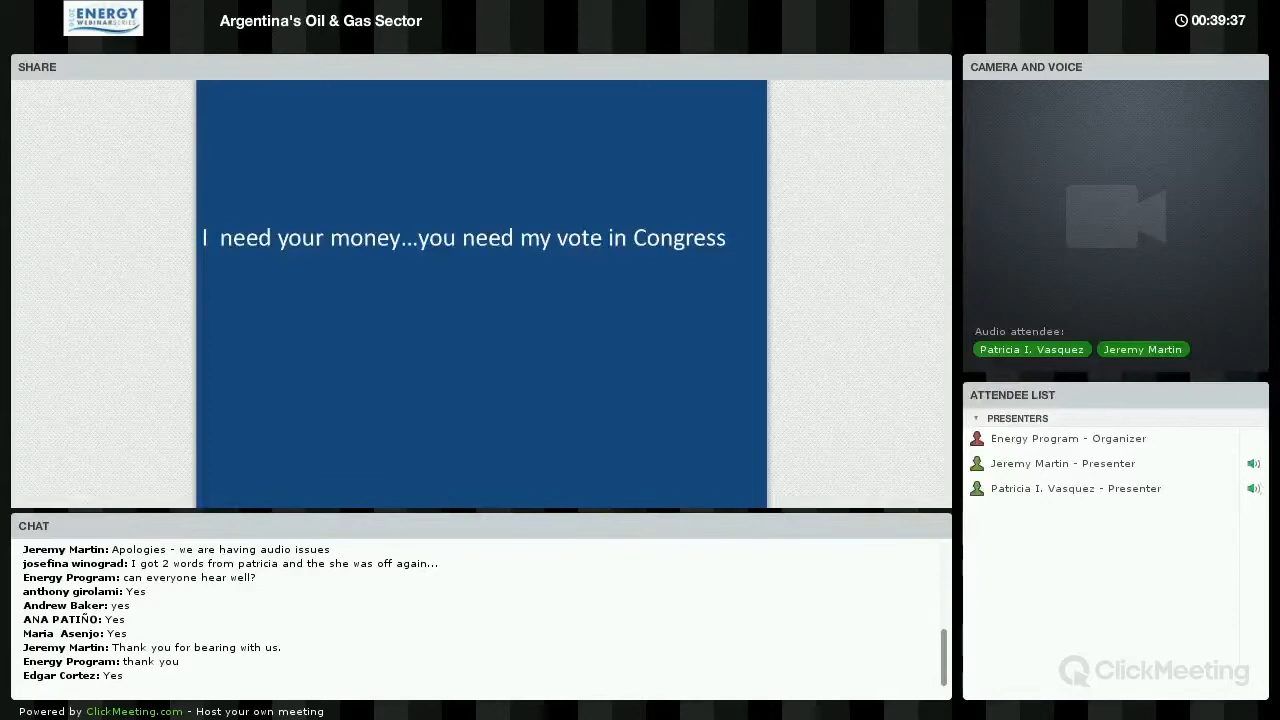 2016 ENERGY
WEBINAR SERIES
Argentina's Oil & Gas Sector
00:39:37
SHARE
I need your money...you need my vote in Congress
CAMERA AND VOICE
Audio attendee:
Patricia I. Vasquez Jeremy Martin
ATTENDEE LIST
PRESENTERS
Energy Program - Organizer
Jeremy Martin - Presenter
Patricia I. Vasquez - Presenter
CHAT
Jeremy Martin: Apologies - we are having audio issues
josefina winograd: I got 2 words from patricia and the she was off again...
Energy Program: can everyone hear well?
anthony girolami: Yes
Andrew Baker: yes
ANA PATIÑO: Yes
Maria Asenjo: Yes
Jeremy Martin: Thank you for bearing with us.
Energy Program: thank you
Edgar Cortez: Yes
ClickMeeting
Powered by ClickMeeting.com - Host your own meeting